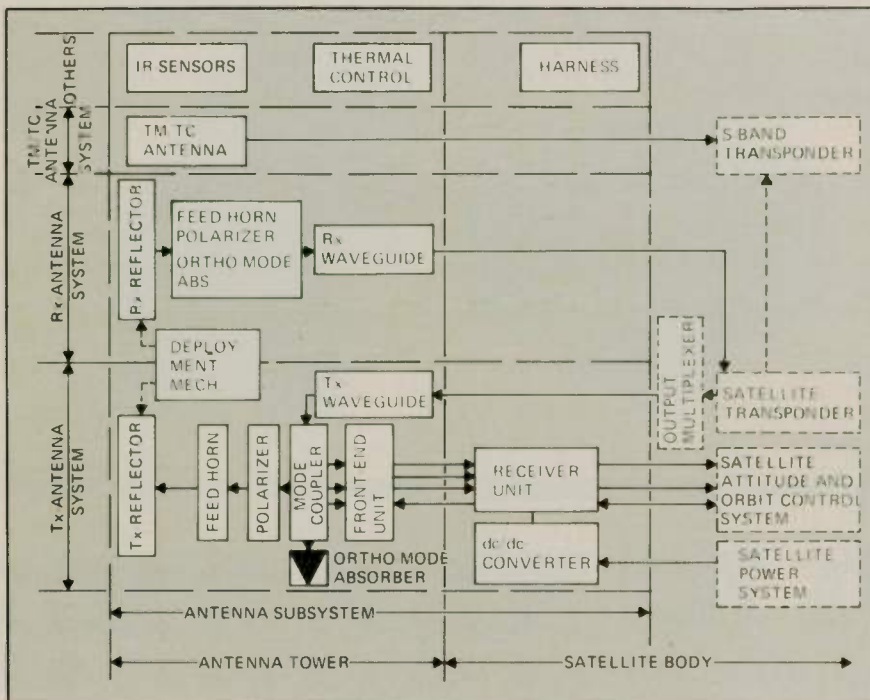 OTHERS
IR SENSORS
THERMAL
CONTROL
HARNESS
TM/TC
ANTENNA
SYSTEM
TM/TC
ANTENNA
S BAND
TRANSPONDER
Rx ANTENNA
SYSTEM
Rx REFLECTOR
FEED HORN
POLARIZER
ORTHO MODE
ABS
Rx
WAVEGUIDE
DEPLOY
MENT
MECH
Tx ANTENNA
SYSTEM
Tx REFLECTOR
Tx
WAVEGUIDE
OUTPUT
MULTIPLEXER
SATELLITE
TRANSPONDER
FEED HORN
POLARIZER
MODE
COUPLER
FRONT END
UNIT
RECEIVER
UNIT
SATELLITE
ATTITUDE AND
ORBIT CONTROL
SYSTEM
ORTHO MODE
ABSORBER
dc/dc
CONVERTER
SATELLITE
POWER
SYSTEM
ANTENNA SUBSYSTEM
ANTENNA TOWER
SATELLITE BODY